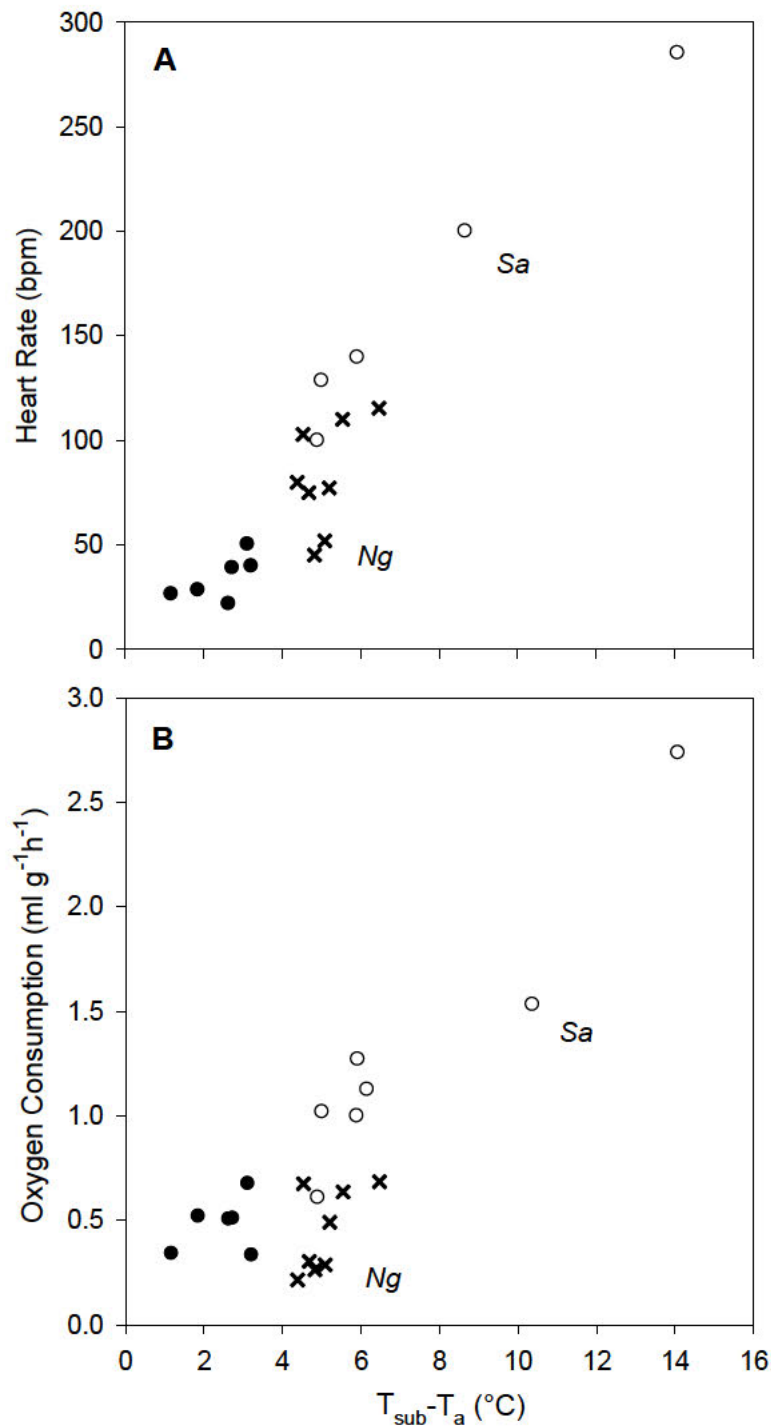 300
A
250
Sa
200
150
100
Ng
50
0
Heart Rate (bpm)
3.0
B
2.5
2.0
1.5
Sa
1.0
0.5
Ng
0.0
Oxygen Consumption (ml g⁻¹h⁻¹)
0 2 4 6 8 10 12 14 16
Tsub-Ta (°C)